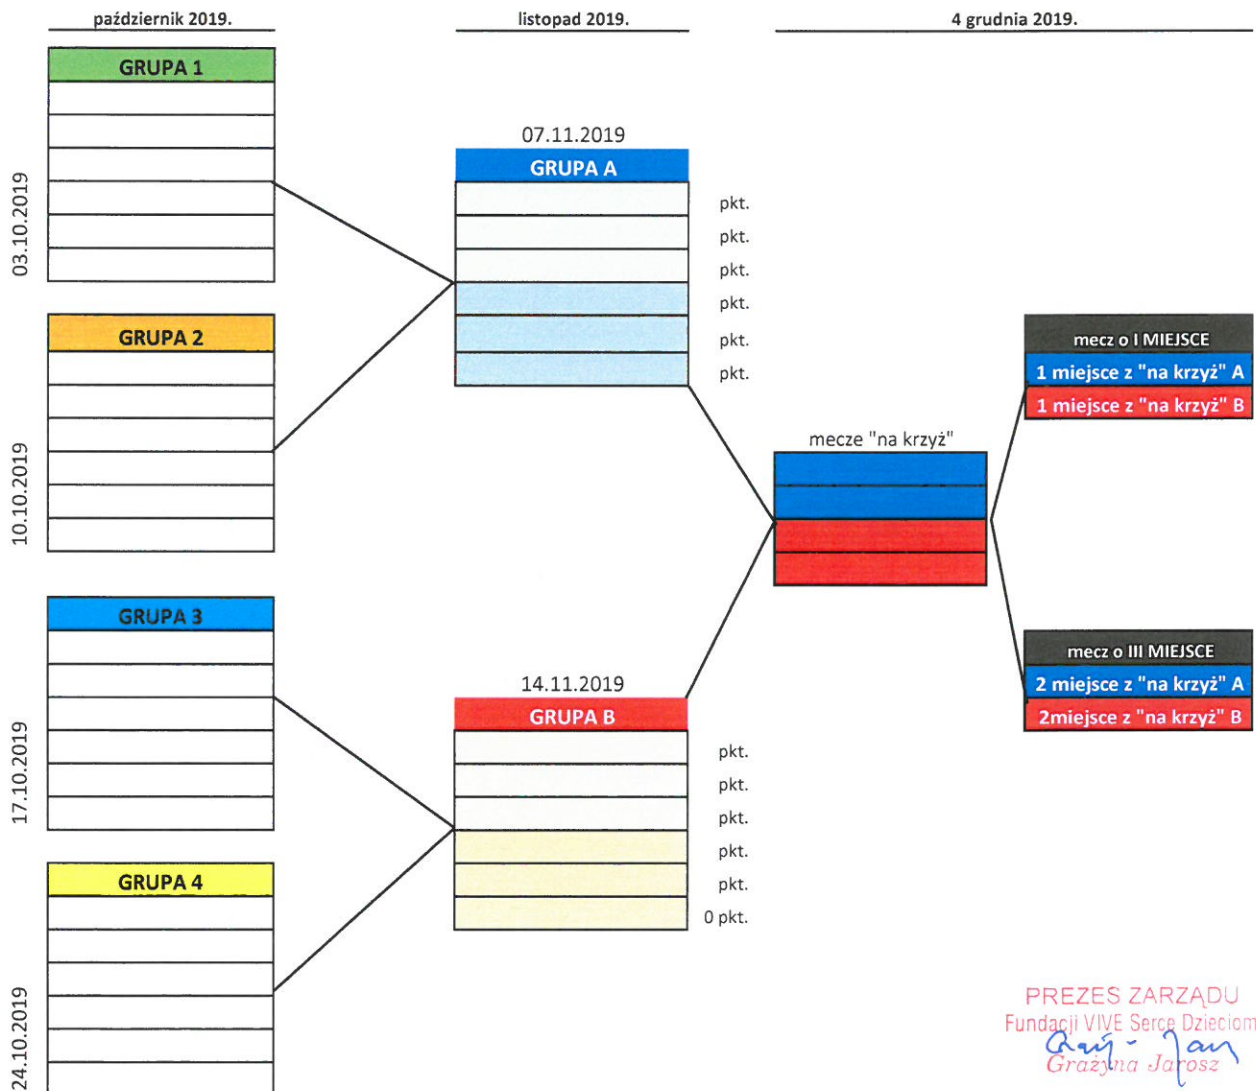 październik 2019.
listopad 2019.
4 grudnia 2019.
GRUPA 1
03.10.2019
GRUPA 2
10.10.2019
GRUPA 3
17.10.2019
GRUPA 4
24.10.2019
07.11.2019
GRUPA A
pkt.
pkt.
pkt.
pkt.
pkt.
pkt.
14.11.2019
GRUPA B
pkt.
pkt.
pkt.
pkt.
pkt.
0 pkt.
mecze "na krzyż"
mecz o I MIEJSCE
1 miejsce z "na krzyż" A
1 miejsce z "na krzyż" B
mecz o III MIEJSCE
2 miejsce z "na krzyż" A
2miejsce z "na krzyż" B
PREZES ZARZĄDU
Fundacji VIVE Serce Dzieciom
Grażyna Jarosz